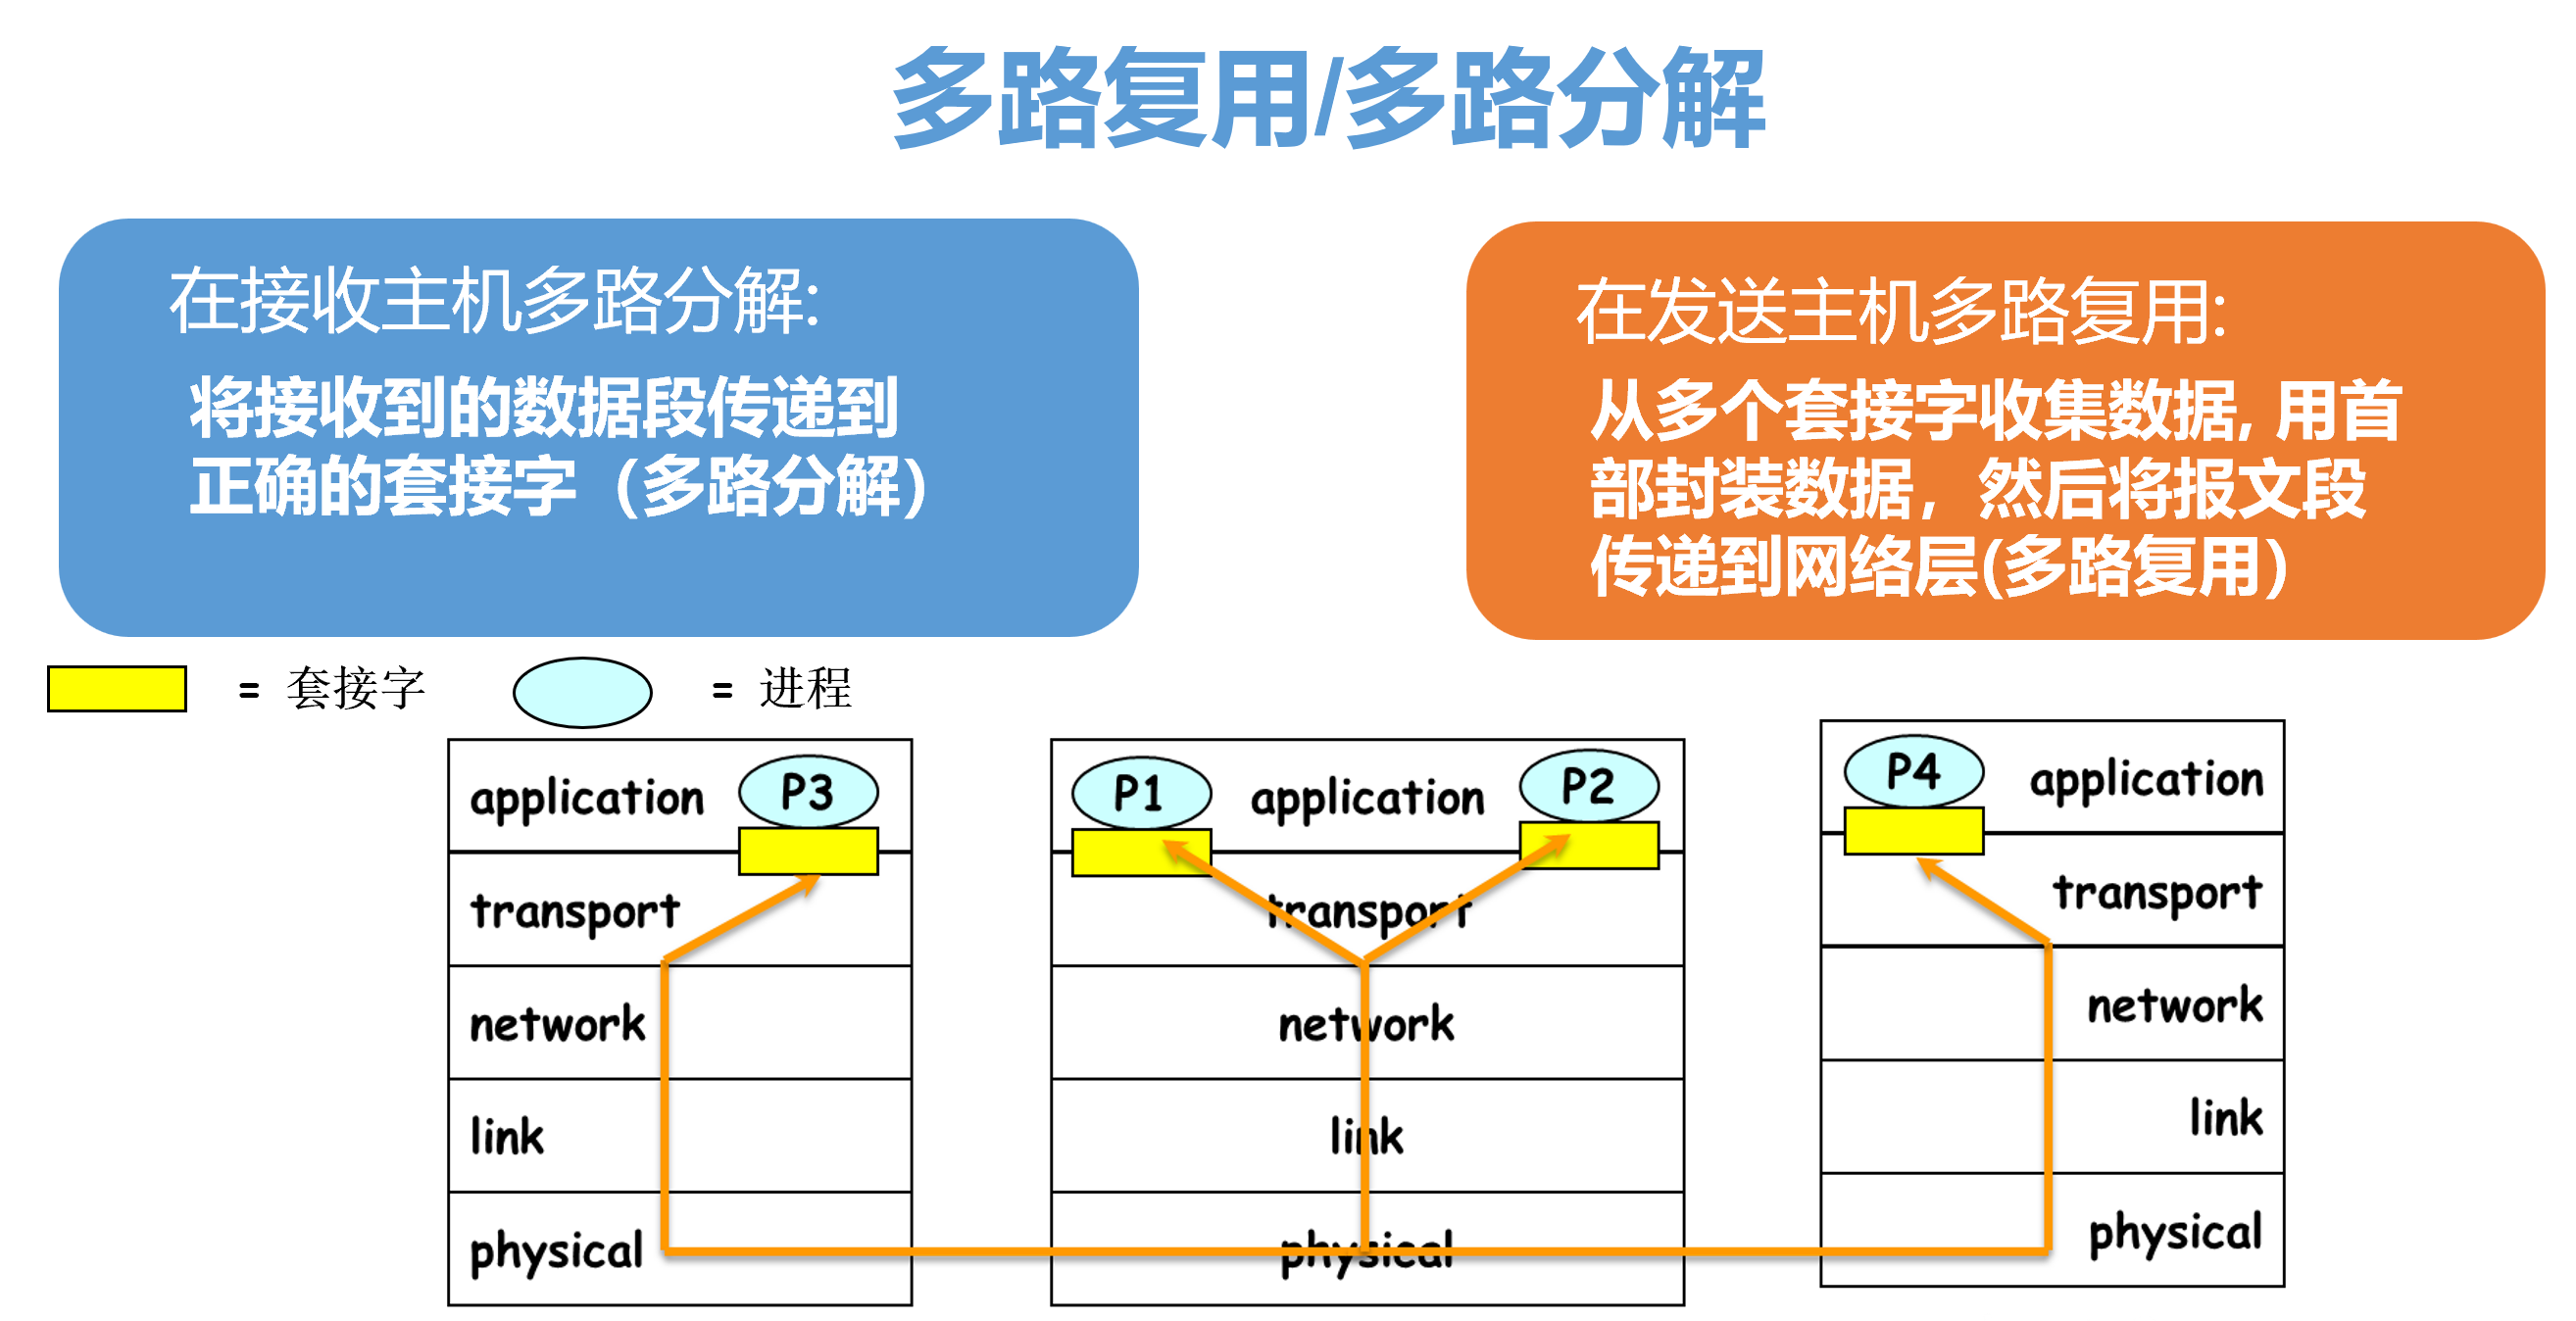 多路复用/多路分解
在接收主机多路分解:
将接收到的数据段传递到
正确的套接字（多路分解）
在发送主机多路复用:
从多个套接字收集数据, 用首
部封装数据，然后将报文段
传递到网络层(多路复用）
= 套接字
= 进程
application
P3
transport
network
link
physical
P1
application
P2
transport
network
link
physical
P4
application
transport
network
link
physical